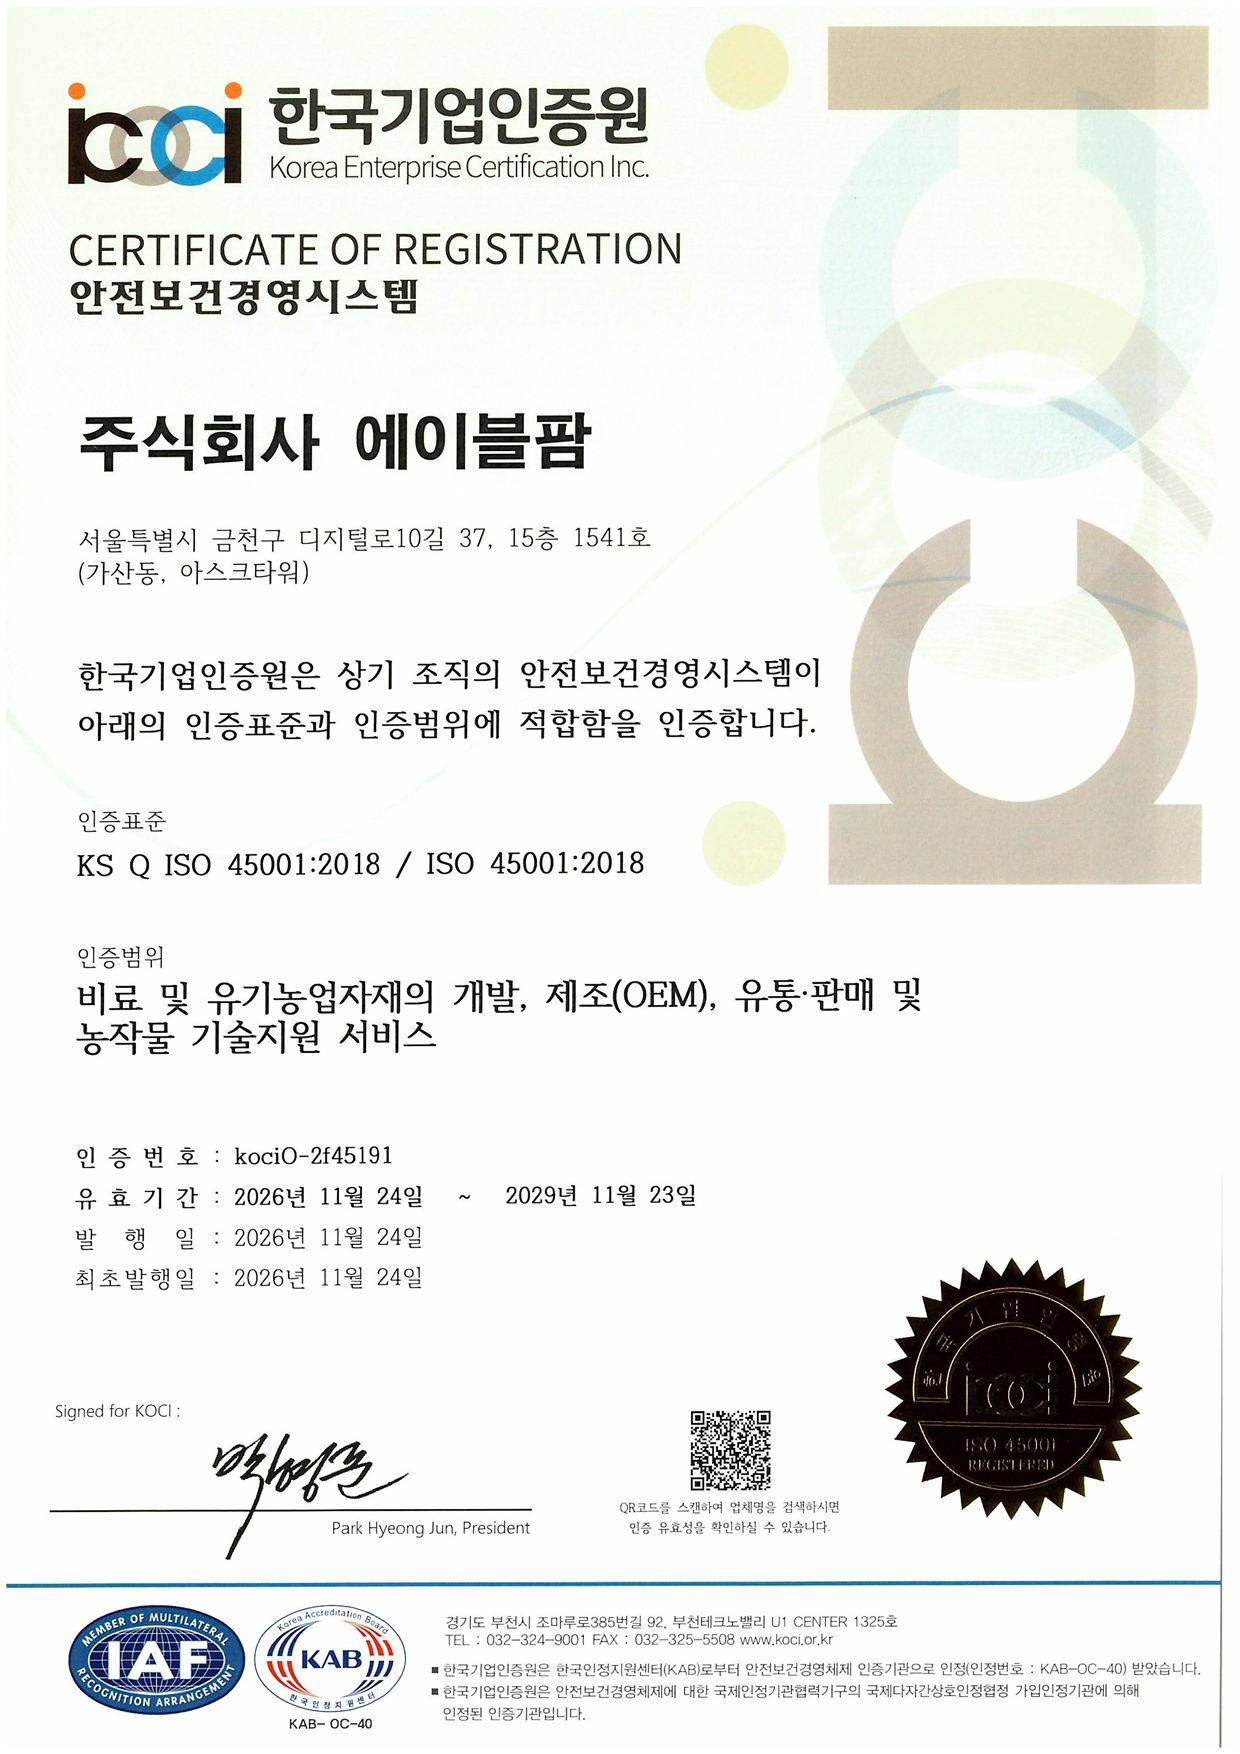 koci 한국기업인증원
Korea Enterprise Certification Inc.
CERTIFICATE OF REGISTRATION
안전보건경영시스템
주식회사 에이블팜
서울특별시 금천구 디지털로10길 37, 15층 1541호
(가산동, 아스크타워)
한국기업인증원은 상기 조직의 안전보건경영시스템이
아래의 인증표준과 인증범위에 적합함을 인증합니다.
인증표준
KS Q ISO 45001:2018 / ISO 45001:2018
인증범위
비료 및 유기농업자재의 개발, 제조(OEM), 유통·판매 및
농작물 기술지원 서비스
인 증 번 호 : kociO-2f45191
유 효 기 간 : 2026년 11월 24일 ~ 2029년 11월 23일
발 행 일 : 2026년 11월 24일
최초발행일 : 2026년 11월 24일
한국기업인증원
koci
ISO 45001
REGISTERED
Signed for KOCI :
Park Hyeong Jun, President
QR코드를 스캔하여 업체명을 검색하시면
인증 유효성을 확인하실 수 있습니다.
MEMBER OF MULTILATERAL
IAF
RECOGNITION ARRANGEMENT
Korea Accreditation Board
KAB
한국인정지원센터
KAB- OC-40
경기도 부천시 조마루로385번길 92, 부천테크노밸리 U1 CENTER 1325호
TEL : 032-324-9001 FAX : 032-325-5508 www.koci.or.kr
■ 한국기업인증원은 한국인정지원센터(KAB)로부터 안전보건경영체제 인증기관으로 인정(인정번호 : KAB-OC-40) 받았습니다.
■ 한국기업인증원은 안전보건경영체제에 대한 국제인정기관협력기구의 국제다자간상호인정협정 가입인정기관에 의해
인정된 인증기관입니다.